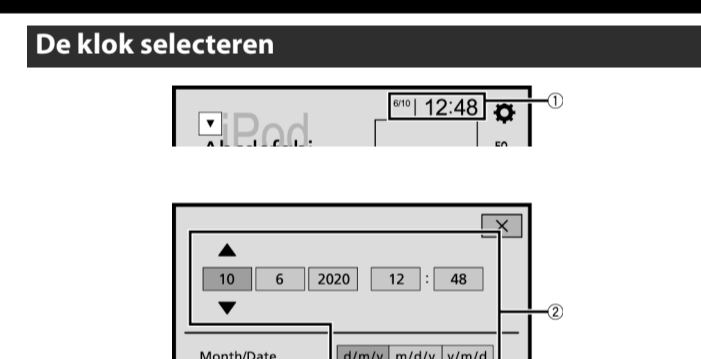 De klok selecteren
6/10 | 12:48
①
▼ iPod
10 6 2020 12 : 48
②
Month/Date d/m/y m/d/y y/m/d